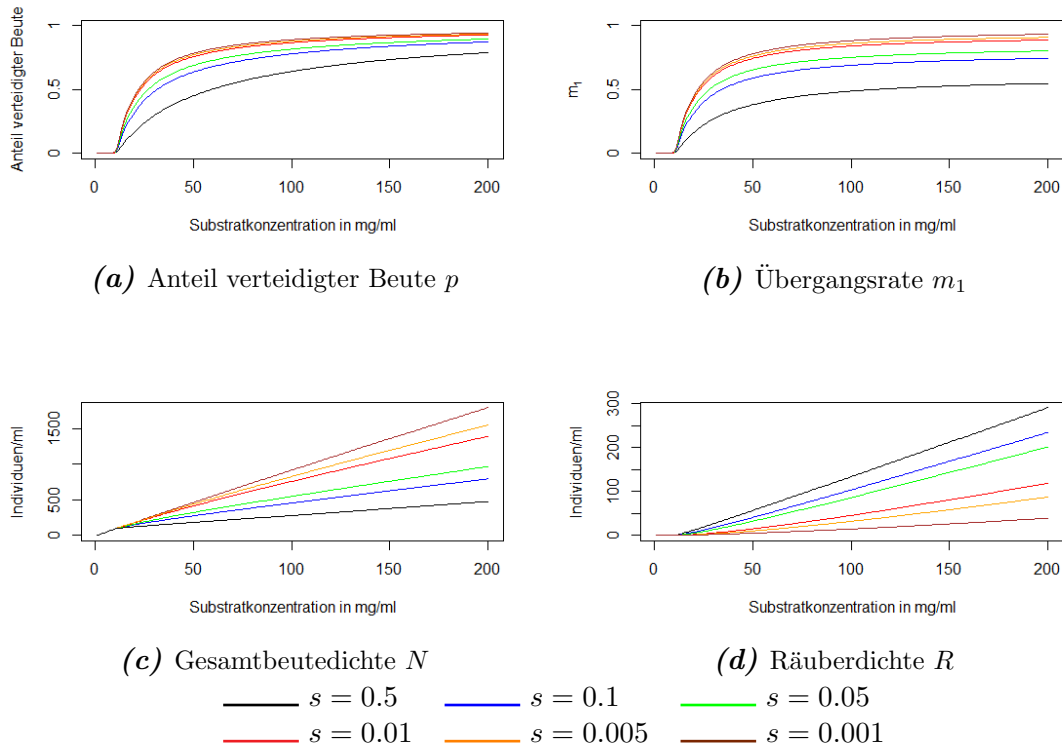 Anteil verteidigter Beute
0 0.5 1
0 50 100 150 200
Substratkonzentration in mg/ml
(a) Anteil verteidigter Beute p
m₁
0 0.5 1
0 50 100 150 200
Substratkonzentration in mg/ml
(b) Übergangsrate m₁
Individuen/ml
0 500 1500
0 50 100 150 200
Substratkonzentration in mg/ml
(c) Gesamtbeutedichte N
Individuen/ml
0 100 200 300
0 50 100 150 200
Substratkonzentration in mg/ml
(d) Räuberdichte R
s = 0.5 s = 0.1 s = 0.05
s = 0.01 s = 0.005 s = 0.001